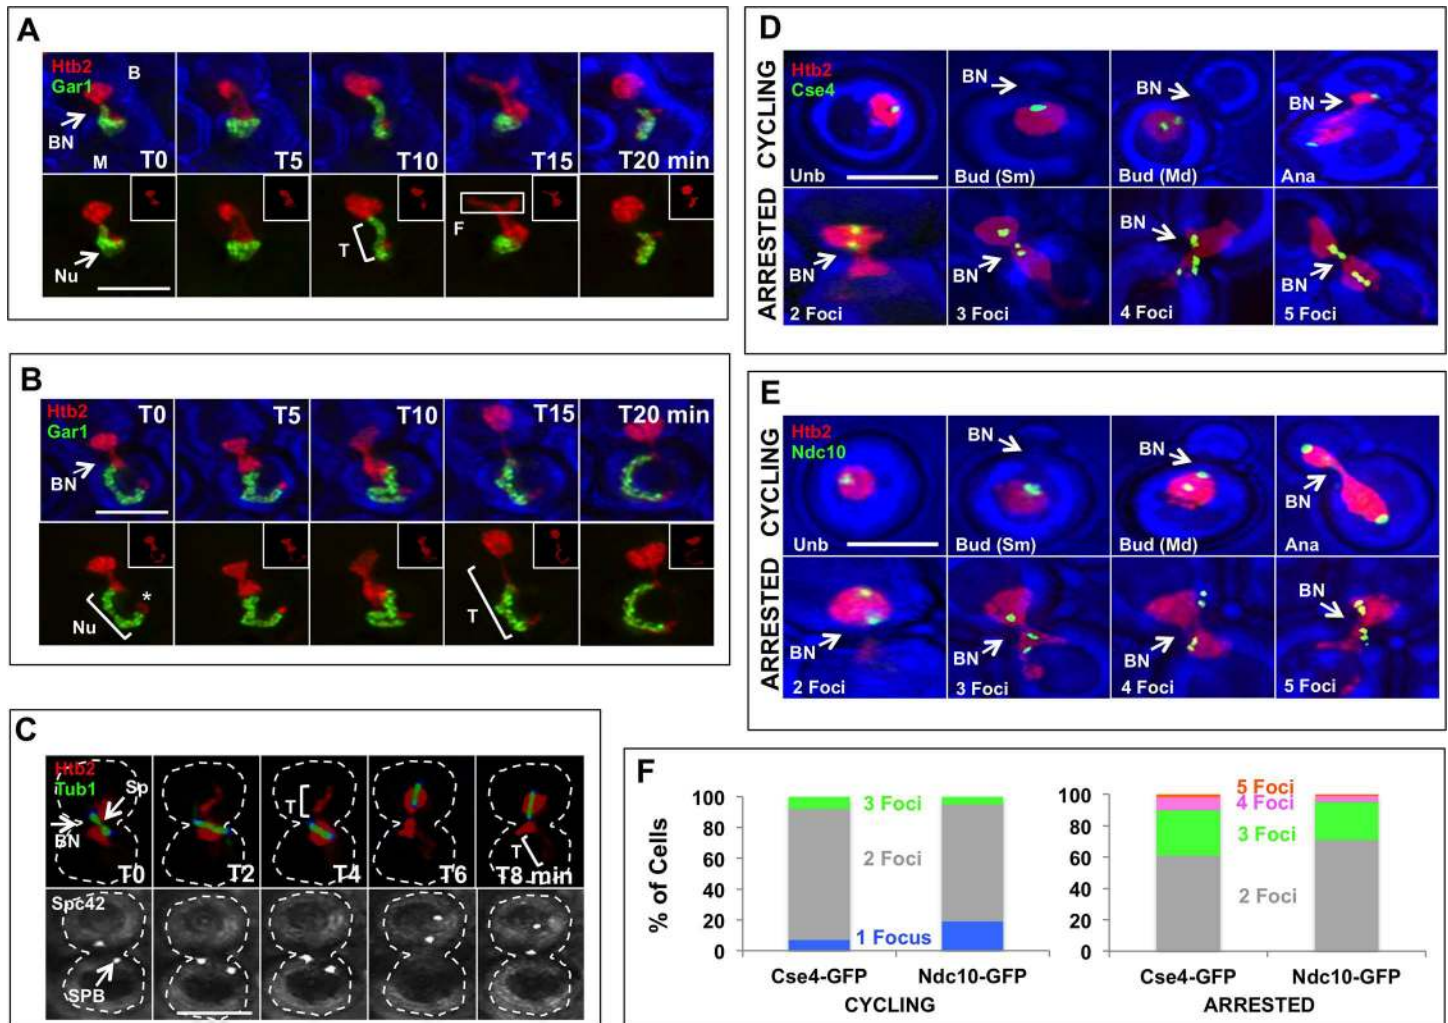 A
Htb2
Gar1
B
BN
M
T0
T5
T10
T15
T20 min
Nu
T
F
B
Htb2
Gar1
T0
T5
T10
T15
T20 min
BN
Nu
*
T
C
Htb2
Tub1
Sp
BN
T
T
T0
T2
T4
T6
T8 min
Spc42
SPB
D
CYCLING
Htb2
Cse4
BN
BN
BN
Unb
Bud (Sm)
Bud (Md)
Ana
ARRESTED
BN
BN
BN
BN
2 Foci
3 Foci
4 Foci
5 Foci
E
CYCLING
Htb2
Ndc10
BN
BN
BN
Unb
Bud (Sm)
Bud (Md)
Ana
ARRESTED
BN
BN
BN
BN
2 Foci
3 Foci
4 Foci
5 Foci
F
% of Cells
100
80
60
40
20
0
3 Foci
2 Foci
1 Focus
Cse4-GFP
Ndc10-GFP
CYCLING
100
80
60
40
20
0
5 Foci
4 Foci
3 Foci
2 Foci
Cse4-GFP
Ndc10-GFP
ARRESTED